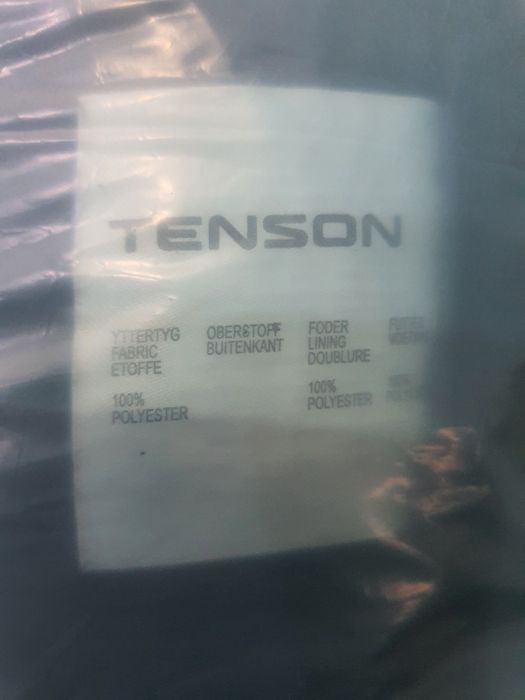 TENSON
YTTERTYG
FABRIC
ETOFFE
100%
POLYESTER
OBERSTOFF
BUITENKANT
FODER
LINING
DOUBLURE
100%
POLYESTER